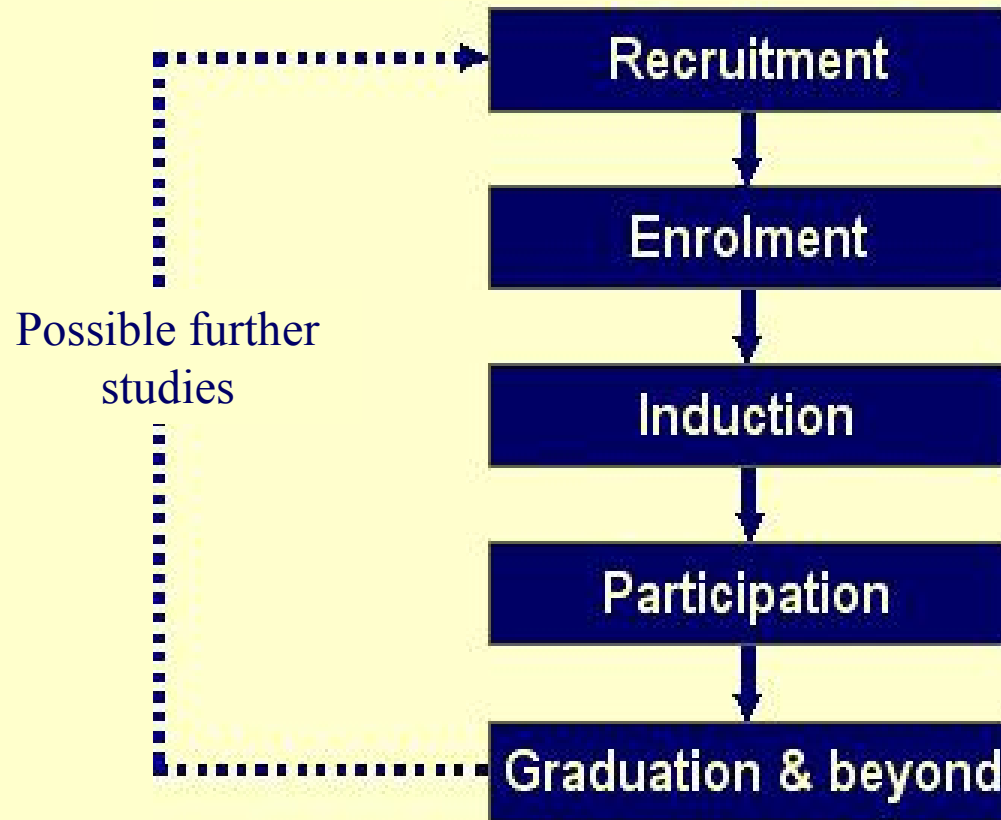 Recruitment
Enrolment
Possible further
studies
Induction
Participation
Graduation & beyond